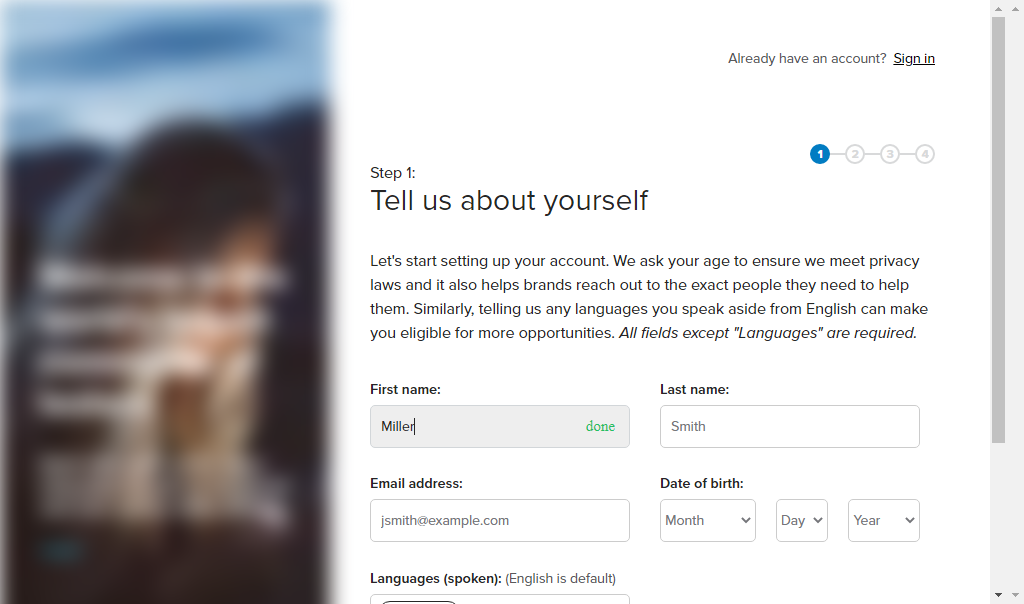 Already have an account? Sign in
1 2 3 4
Step 1:
Tell us about yourself
Let's start setting up your account. We ask your age to ensure we meet privacy
laws and it also helps brands reach out to the exact people they need to help
them. Similarly, telling us any languages you speak aside from English can make
you eligible for more opportunities. All fields except "Languages" are required.
First name:
Last name:
Miller done
Smith
Email address:
Date of birth:
jsmith@example.com
Month Day Year
Languages (spoken): (English is default)